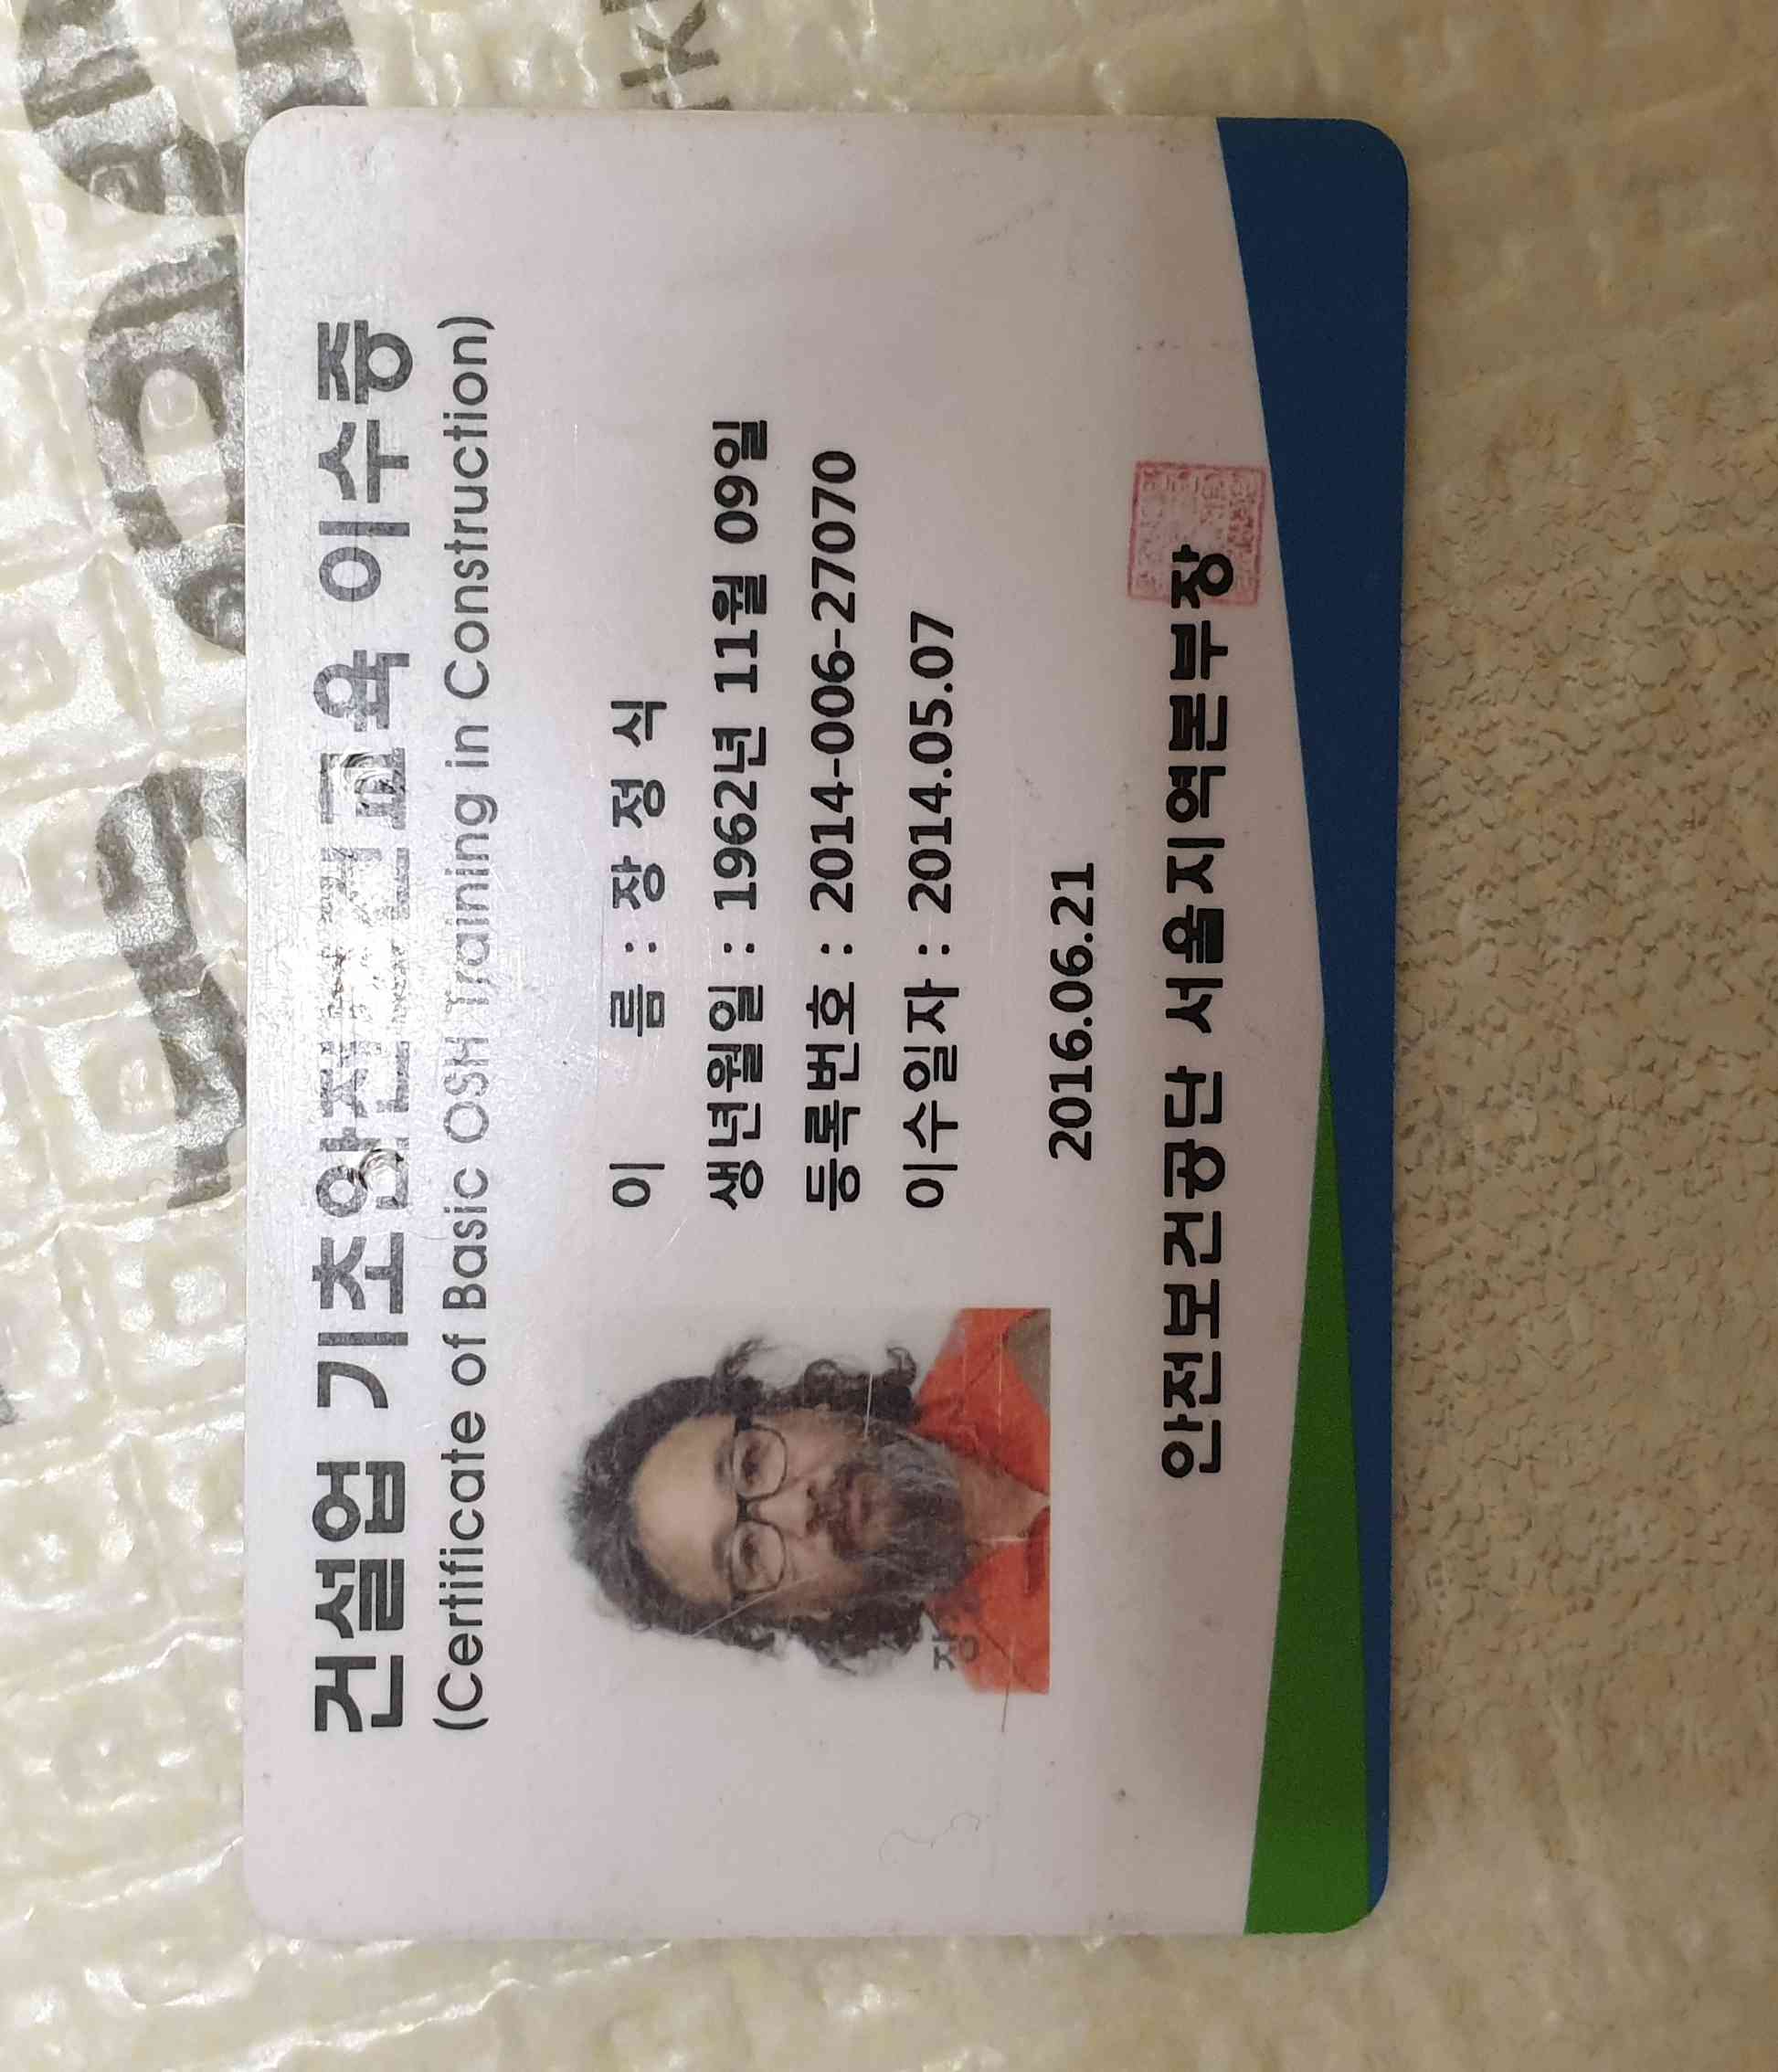 건설업 기초안전보건교육 이수증
(Certificate of Basic OSH Training in Construction)
이 름 : 장 정 식
생년월일 : 1962년 11월 09일
등록번호 : 2014-006-27070
이수일자 : 2014.05.07
장
2016.06.21
안전보건공단 서울지역본부장